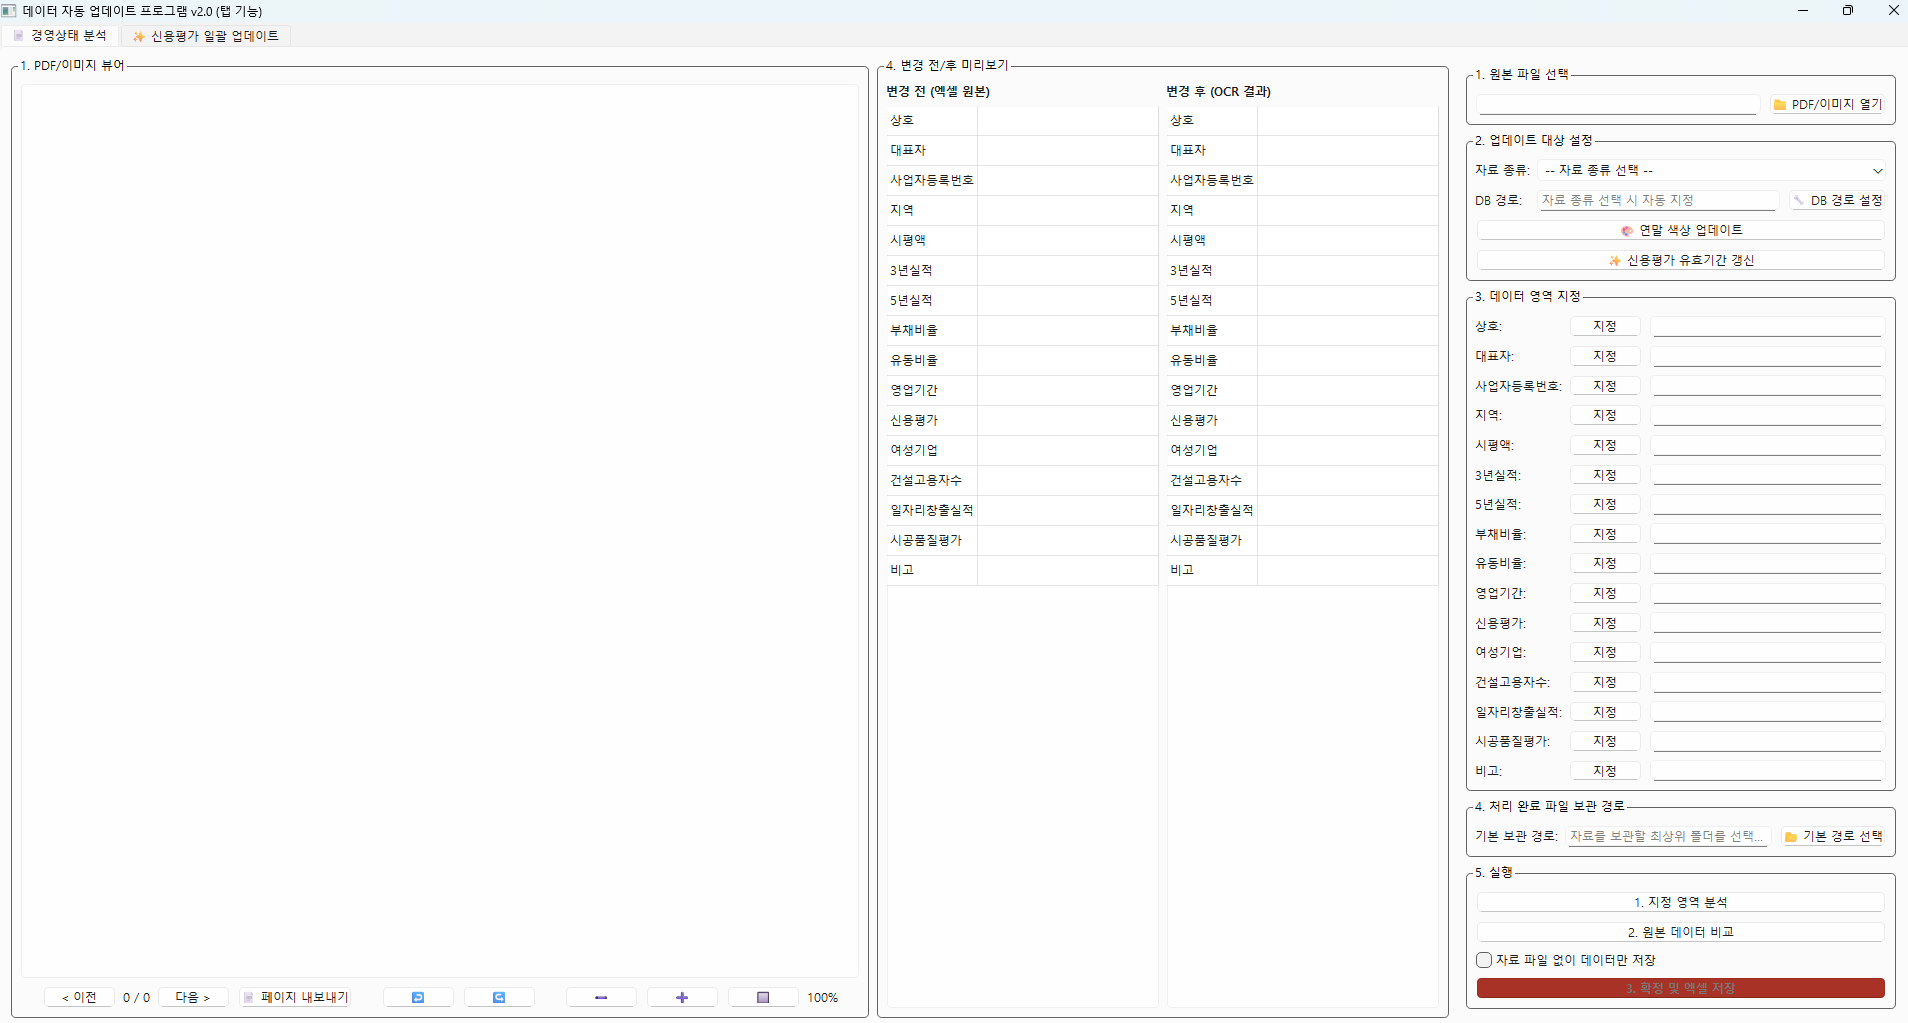 데이터 자동 업데이트 프로그램 v2.0 (탭 기능)
경영상태 분석
신용평가 일괄 업데이트
1. PDF/이미지 뷰어
< 이전
0 / 0
다음 >
페이지 내보내기
100%
4. 변경 전/후 미리보기
변경 전 (엑셀 원본)
상호
대표자
사업자등록번호
지역
시평액
3년실적
5년실적
부채비율
유동비율
영업기간
신용평가
여성기업
건설고용자수
일자리창출실적
시공품질평가
비고
변경 후 (OCR 결과)
상호
대표자
사업자등록번호
지역
시평액
3년실적
5년실적
부채비율
유동비율
영업기간
신용평가
여성기업
건설고용자수
일자리창출실적
시공품질평가
비고
1. 원본 파일 선택
PDF/이미지 열기
2. 업데이트 대상 설정
자료 종류: -- 자료 종류 선택 --
DB 경로: 자료 종류 선택 시 자동 지정 DB 경로 설정
연말 색상 업데이트
신용평가 유효기간 갱신
3. 데이터 영역 지정
상호: 지정
대표자: 지정
사업자등록번호: 지정
지역: 지정
시평액: 지정
3년실적: 지정
5년실적: 지정
부채비율: 지정
유동비율: 지정
영업기간: 지정
신용평가: 지정
여성기업: 지정
건설고용자수: 지정
일자리창출실적: 지정
시공품질평가: 지정
비고: 지정
4. 처리 완료 파일 보관 경로
기본 보관 경로: 자료를 보관할 최상위 폴더를 선택... 기본 경로 선택
5. 실행
1. 지정 영역 분석
2. 원본 데이터 비교
자료 파일 없이 데이터만 저장
3. 확정 및 엑셀 저장